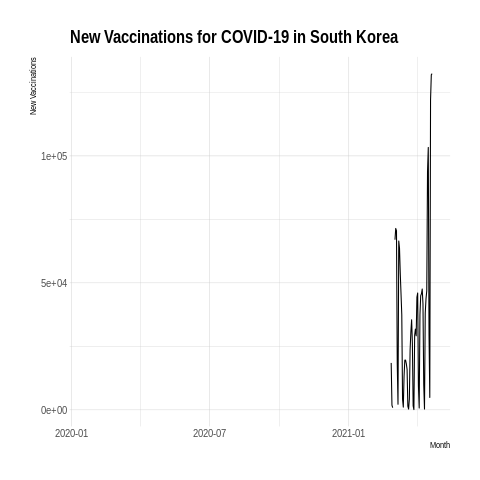 New Vaccinations for COVID-19 in South Korea
New Vaccinations
1e+05
5e+04
0e+00
2020-01
2020-07
2021-01
Month